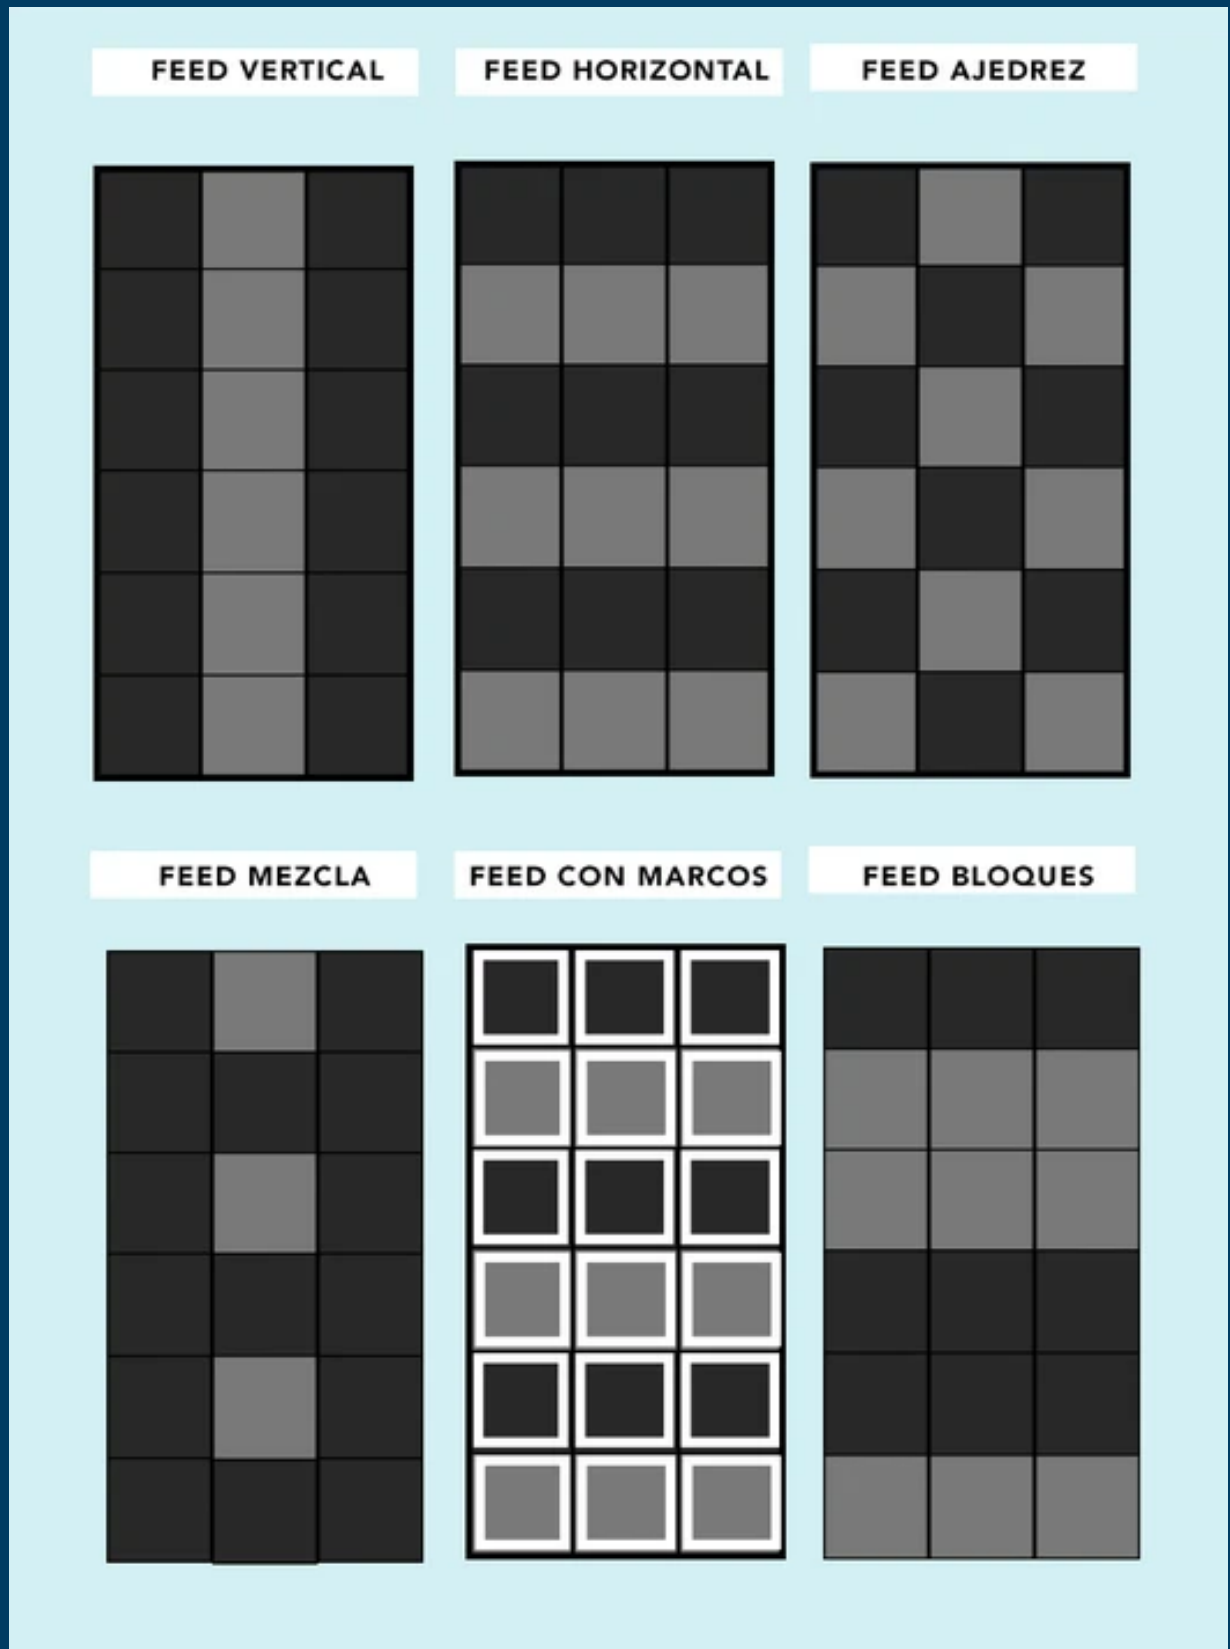 FEED VERTICAL
FEED HORIZONTAL
FEED AJEDREZ
FEED MEZCLA
FEED CON MARCOS
FEED BLOQUES